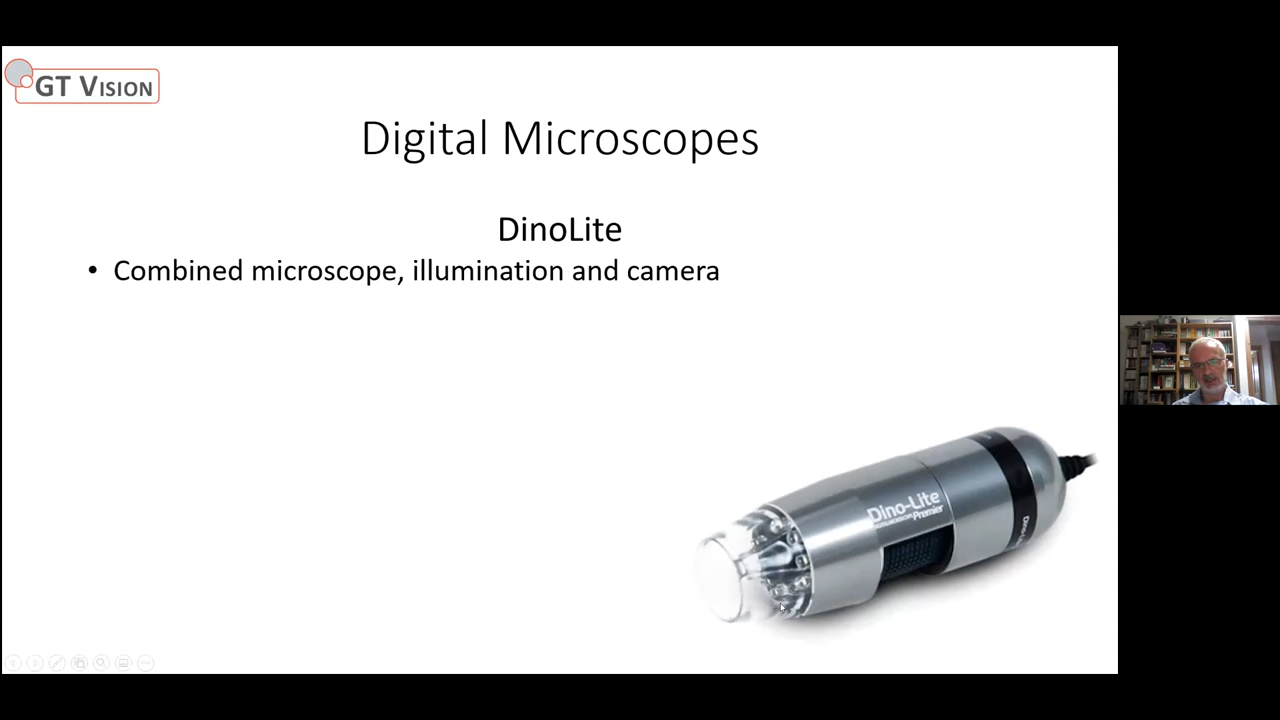 GT VISION
Digital Microscopes
DinoLite
• Combined microscope, illumination and camera
Dino-Lite
Premier